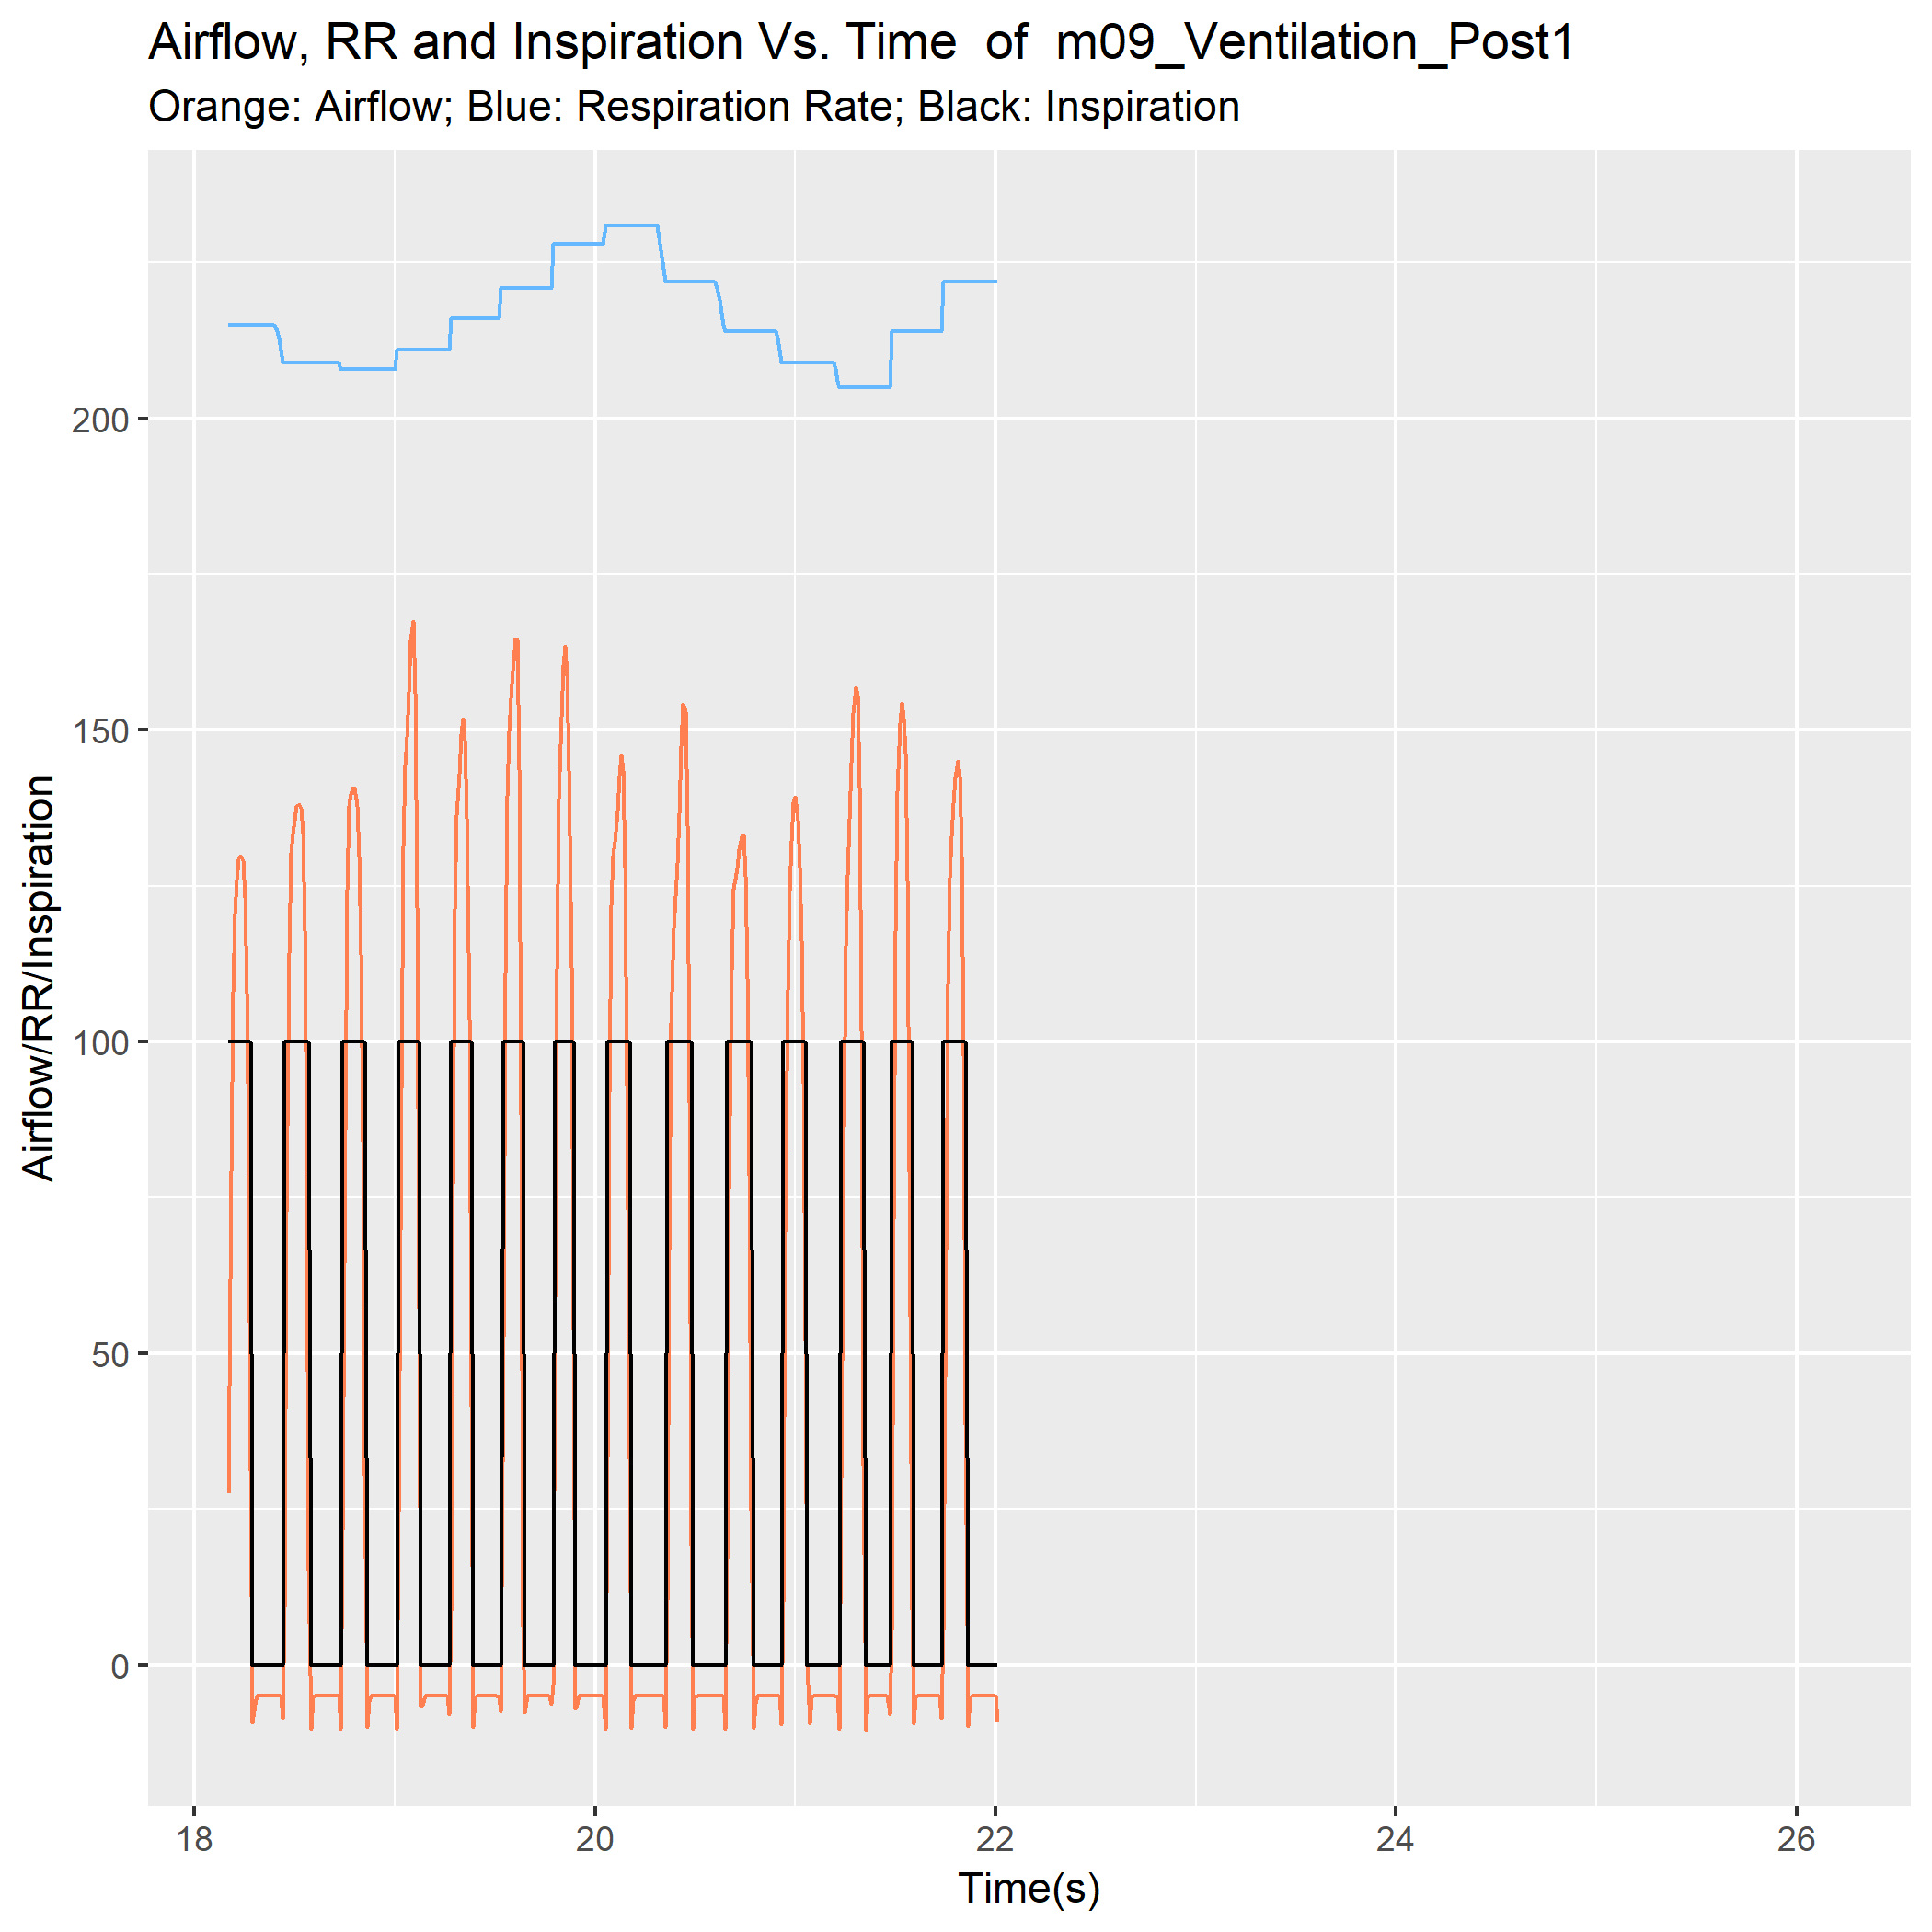 Airflow, RR and Inspiration Vs. Time  of  m09_Ventilation_Post1
Orange: Airflow; Blue: Respiration Rate; Black: Inspiration
Airflow/RR/Inspiration
200
150
100
50
0
18 20 22 24 26
Time(s)